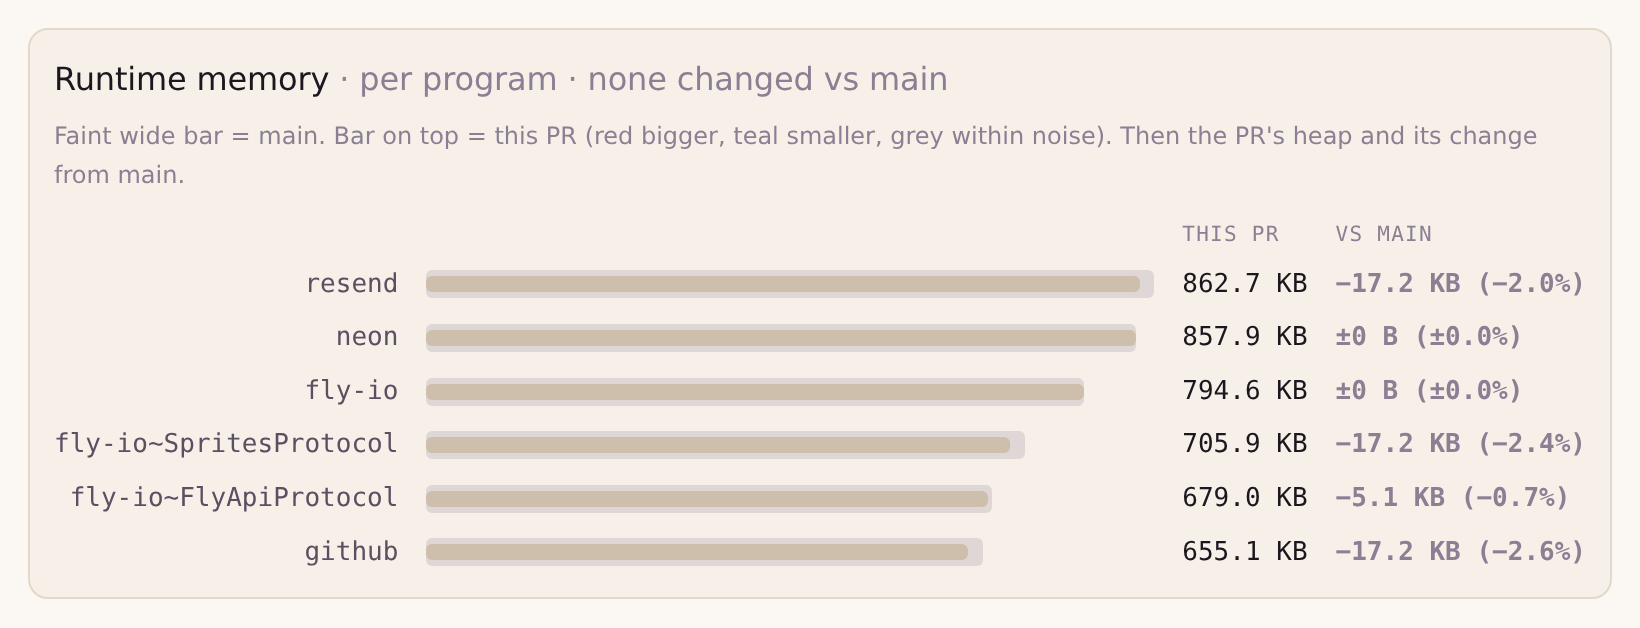 Runtime memory · per program · none changed vs main
Faint wide bar = main. Bar on top = this PR (red bigger, teal smaller, grey within noise). Then the PR's heap and its change
from main.
THIS PR VS MAIN
resend 862.7 KB −17.2 KB (−2.0%)
neon 857.9 KB ±0 B (±0.0%)
fly-io 794.6 KB ±0 B (±0.0%)
fly-io~SpritesProtocol 705.9 KB −17.2 KB (−2.4%)
fly-io~FlyApiProtocol 679.0 KB −5.1 KB (−0.7%)
github 655.1 KB −17.2 KB (−2.6%)